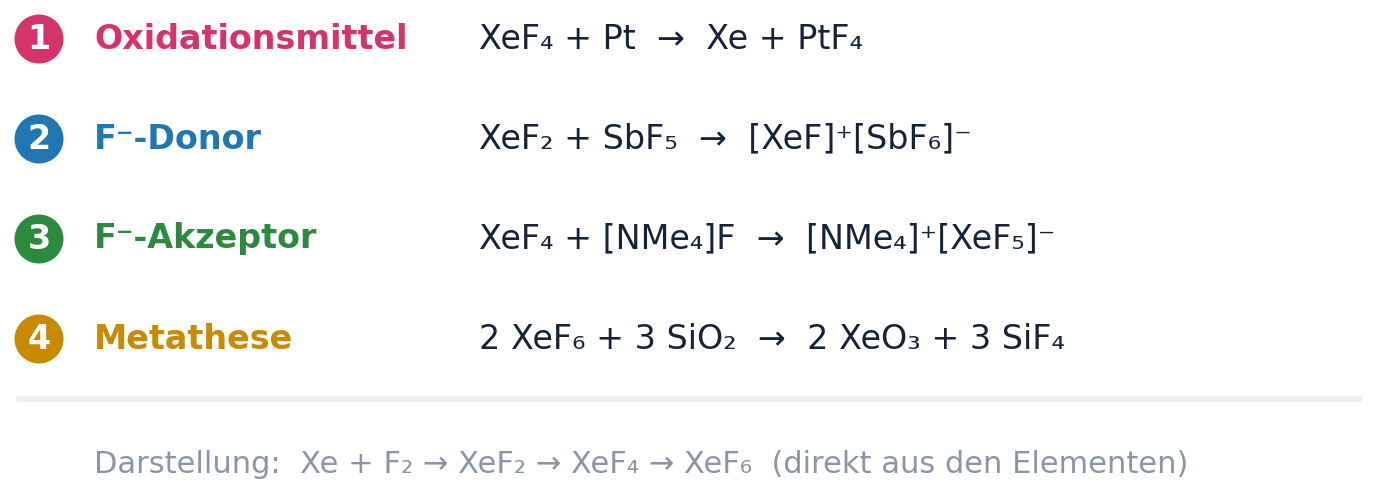 1 Oxidationsmittel XeF₄ + Pt → Xe + PtF₄
2 F⁻-Donor XeF₂ + SbF₅ → [XeF]⁺[SbF₆]⁻
3 F⁻-Akzeptor XeF₄ + [NMe₄]F → [NMe₄]⁺[XeF₅]⁻
4 Metathese 2 XeF₆ + 3 SiO₂ → 2 XeO₃ + 3 SiF₄
Darstellung: Xe + F₂ → XeF₂ → XeF₄ → XeF₆ (direkt aus den Elementen)